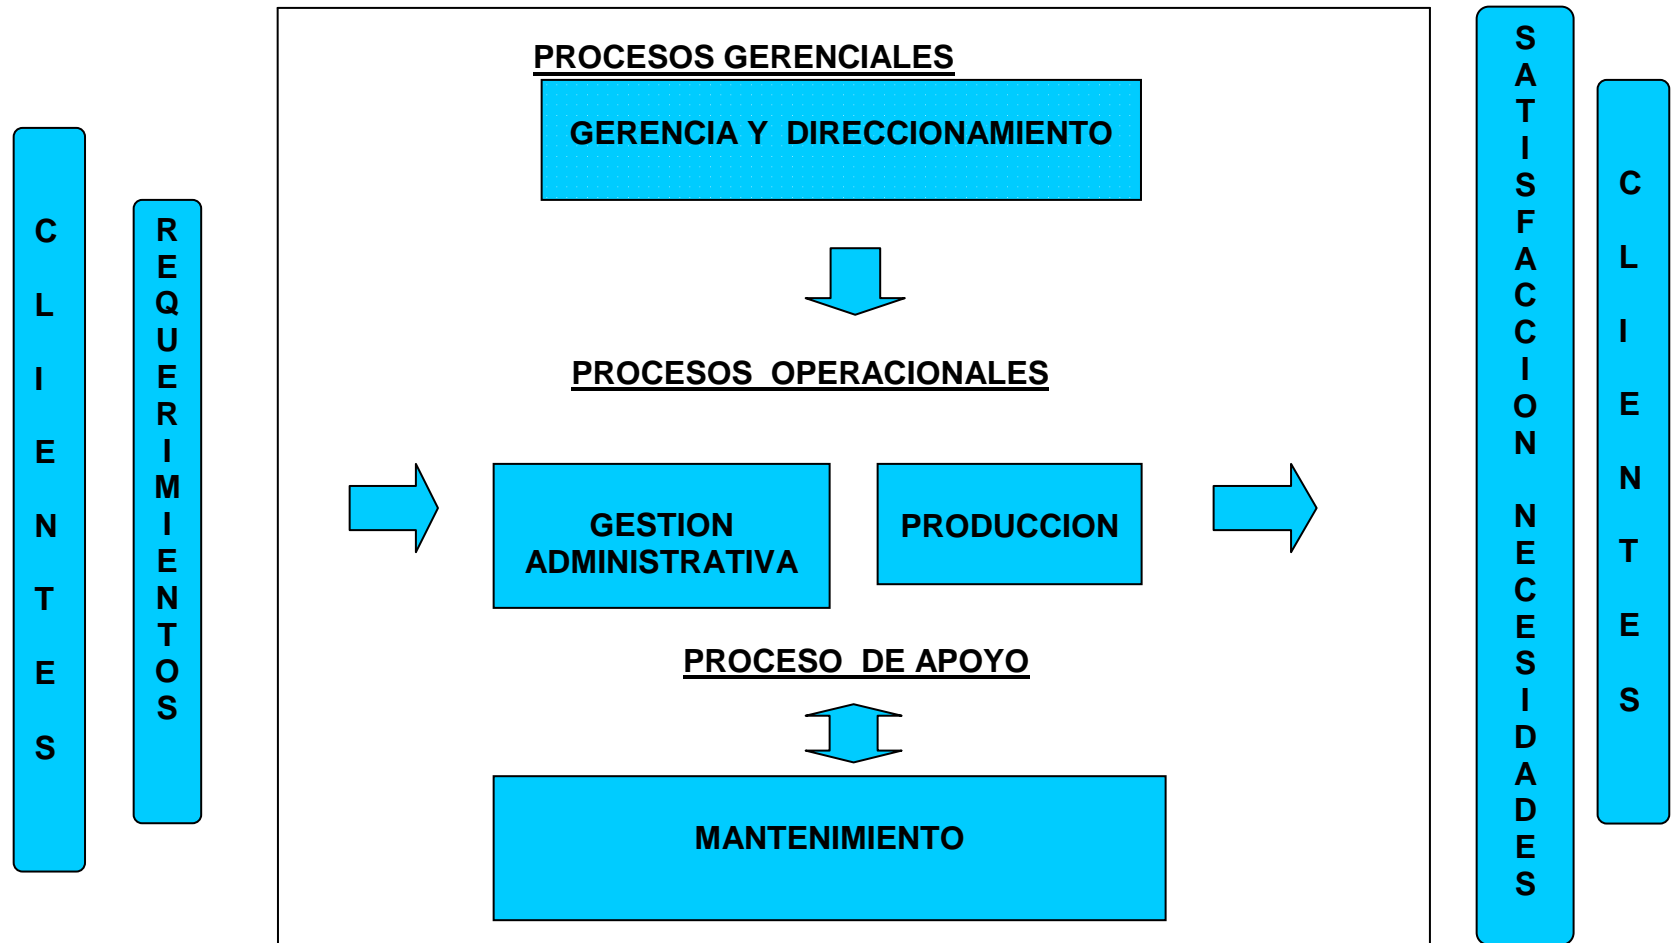 CLIENTES
REQUERIMIENTOS
PROCESOS GERENCIALES
GERENCIA Y DIRECCIONAMIENTO
PROCESOS OPERACIONALES
GESTION
ADMINISTRATIVA
PRODUCCION
PROCESO DE APOYO
MANTENIMIENTO
SATISFACCION NECESIDADES
CLIENTES